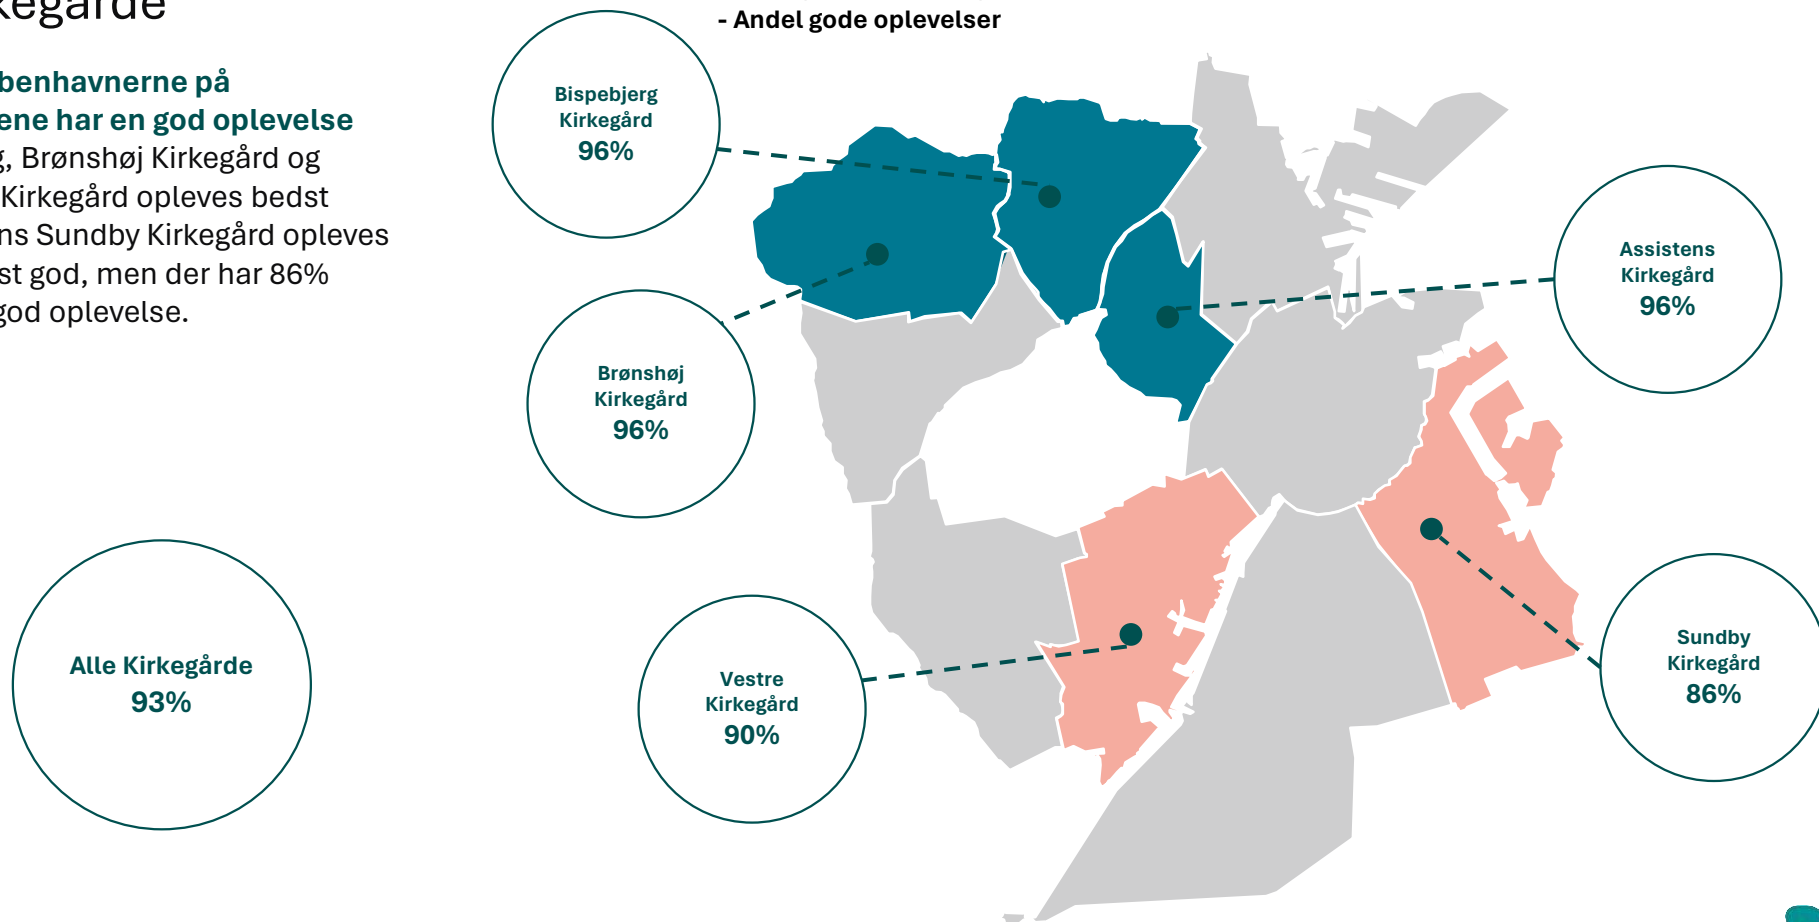 kegårde
benhavnerne på
ene har en god oplevelse
g, Brønshøj Kirkegård og
Kirkegård opleves bedst
ns Sundby Kirkegård opleves
st god, men der har 86%
god oplevelse.
- Andel gode oplevelser
Bispebjerg
Kirkegård
96%
Brønshøj
Kirkegård
96%
Assistens
Kirkegård
96%
Alle Kirkegårde
93%
Vestre
Kirkegård
90%
Sundby
Kirkegård
86%